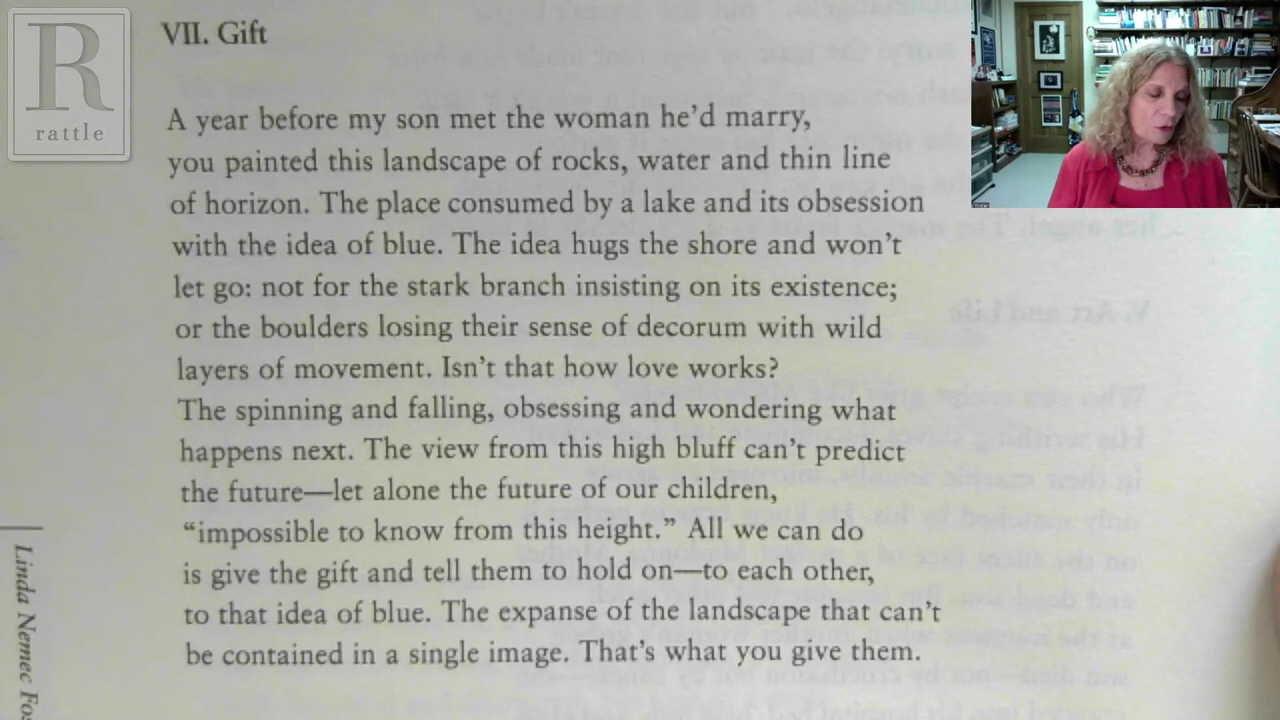 R
rattle
VII. Gift
A year before my son met the woman he'd marry,
you painted this landscape of rocks, water and thin line
of horizon. The place consumed by a lake and its obsession
with the idea of blue. The idea hugs the shore and won't
let go: not for the stark branch insisting on its existence;
or the boulders losing their sense of decorum with wild
layers of movement. Isn't that how love works?
The spinning and falling, obsessing and wondering what
happens next. The view from this high bluff can't predict
the future—let alone the future of our children,
“impossible to know from this height.” All we can do
is give the gift and tell them to hold on—to each other,
to that idea of blue. The expanse of the landscape that can't
be contained in a single image. That's what you give them.
Linda Nemec Fos
V. Art and Life